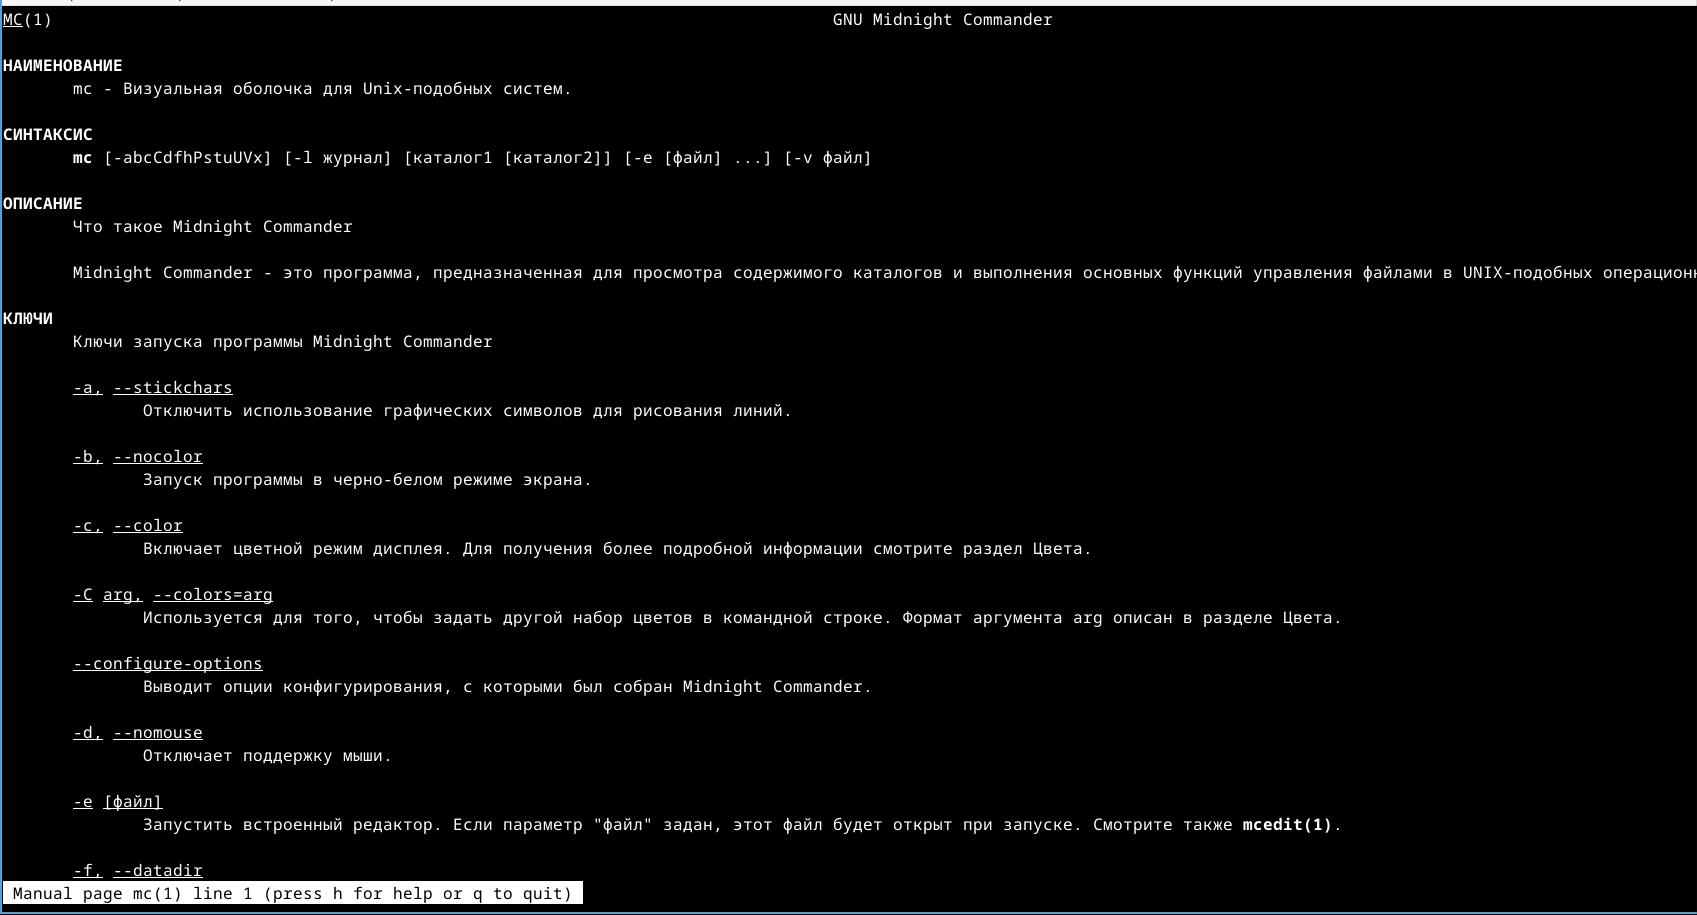 MC(1) GNU Midnight Commander
НАИМЕНОВАНИЕ
mc - Визуальная оболочка для Unix-подобных систем.
СИНТАКСИС
mc [-abcCdfhPstuUVx] [-l журнал] [каталог1 [каталог2]] [-e [файл] ...] [-v файл]
ОПИСАНИЕ
Что такое Midnight Commander
Midnight Commander - это программа, предназначенная для просмотра содержимого каталогов и выполнения основных функций управления файлами в UNIX-подобных
КЛЮЧИ
Ключи запуска программы Midnight Commander
-a, --stickchars
Отключить использование графических символов для рисования линий.
-b, --nocolor
Запуск программы в черно-белом режиме экрана.
-c, --color
Включает цветной режим дисплея. Для получения более подробной информации смотрите раздел Цвета.
-C arg, --colors=arg
Используется для того, чтобы задать другой набор цветов в командной строке. Формат аргумента arg описан в разделе Цвета.
--configure-options
Выводит опции конфигурирования, с которыми был собран Midnight Commander.
-d, --nomouse
Отключает поддержку мыши.
-e [файл]
Запустить встроенный редактор. Если параметр "файл" задан, этот файл будет открыт при запуске. Смотрите также mcedit(1).
-f, --datadir
Manual page mc(1) line 1 (press h for help or q to quit)